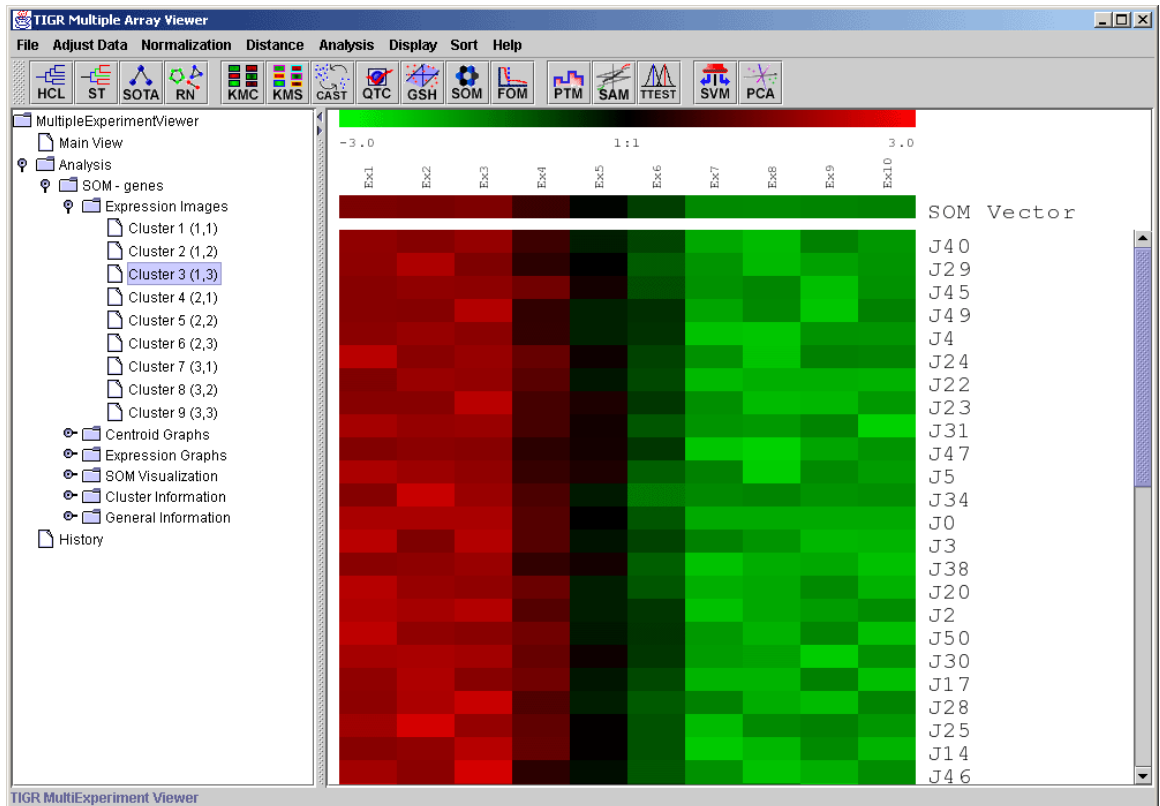 TIGR Multiple Array Viewer
File Adjust Data Normalization Distance Analysis Display Sort Help
HCL ST SOTA RN KMC KMS CAST QTC GSH SOM FOM PTM SAM TTEST SVM PCA
MultipleExperimentViewer
Main View
Analysis
SOM - genes
Expression Images
Cluster 1 (1,1)
Cluster 2 (1,2)
Cluster 3 (1,3)
Cluster 4 (2,1)
Cluster 5 (2,2)
Cluster 6 (2,3)
Cluster 7 (3,1)
Cluster 8 (3,2)
Cluster 9 (3,3)
Centroid Graphs
Expression Graphs
SOM Visualization
Cluster Information
General Information
History
-3.0 1:1 3.0
Ex1 Ex2 Ex3 Ex4 Ex5 Ex6 Ex7 Ex8 Ex9 Ex10
SOM Vector
J40
J29
J45
J49
J4
J24
J22
J23
J31
J47
J5
J34
J0
J3
J38
J20
J2
J50
J30
J17
J28
J25
J14
J46
TIGR MultiExperiment Viewer